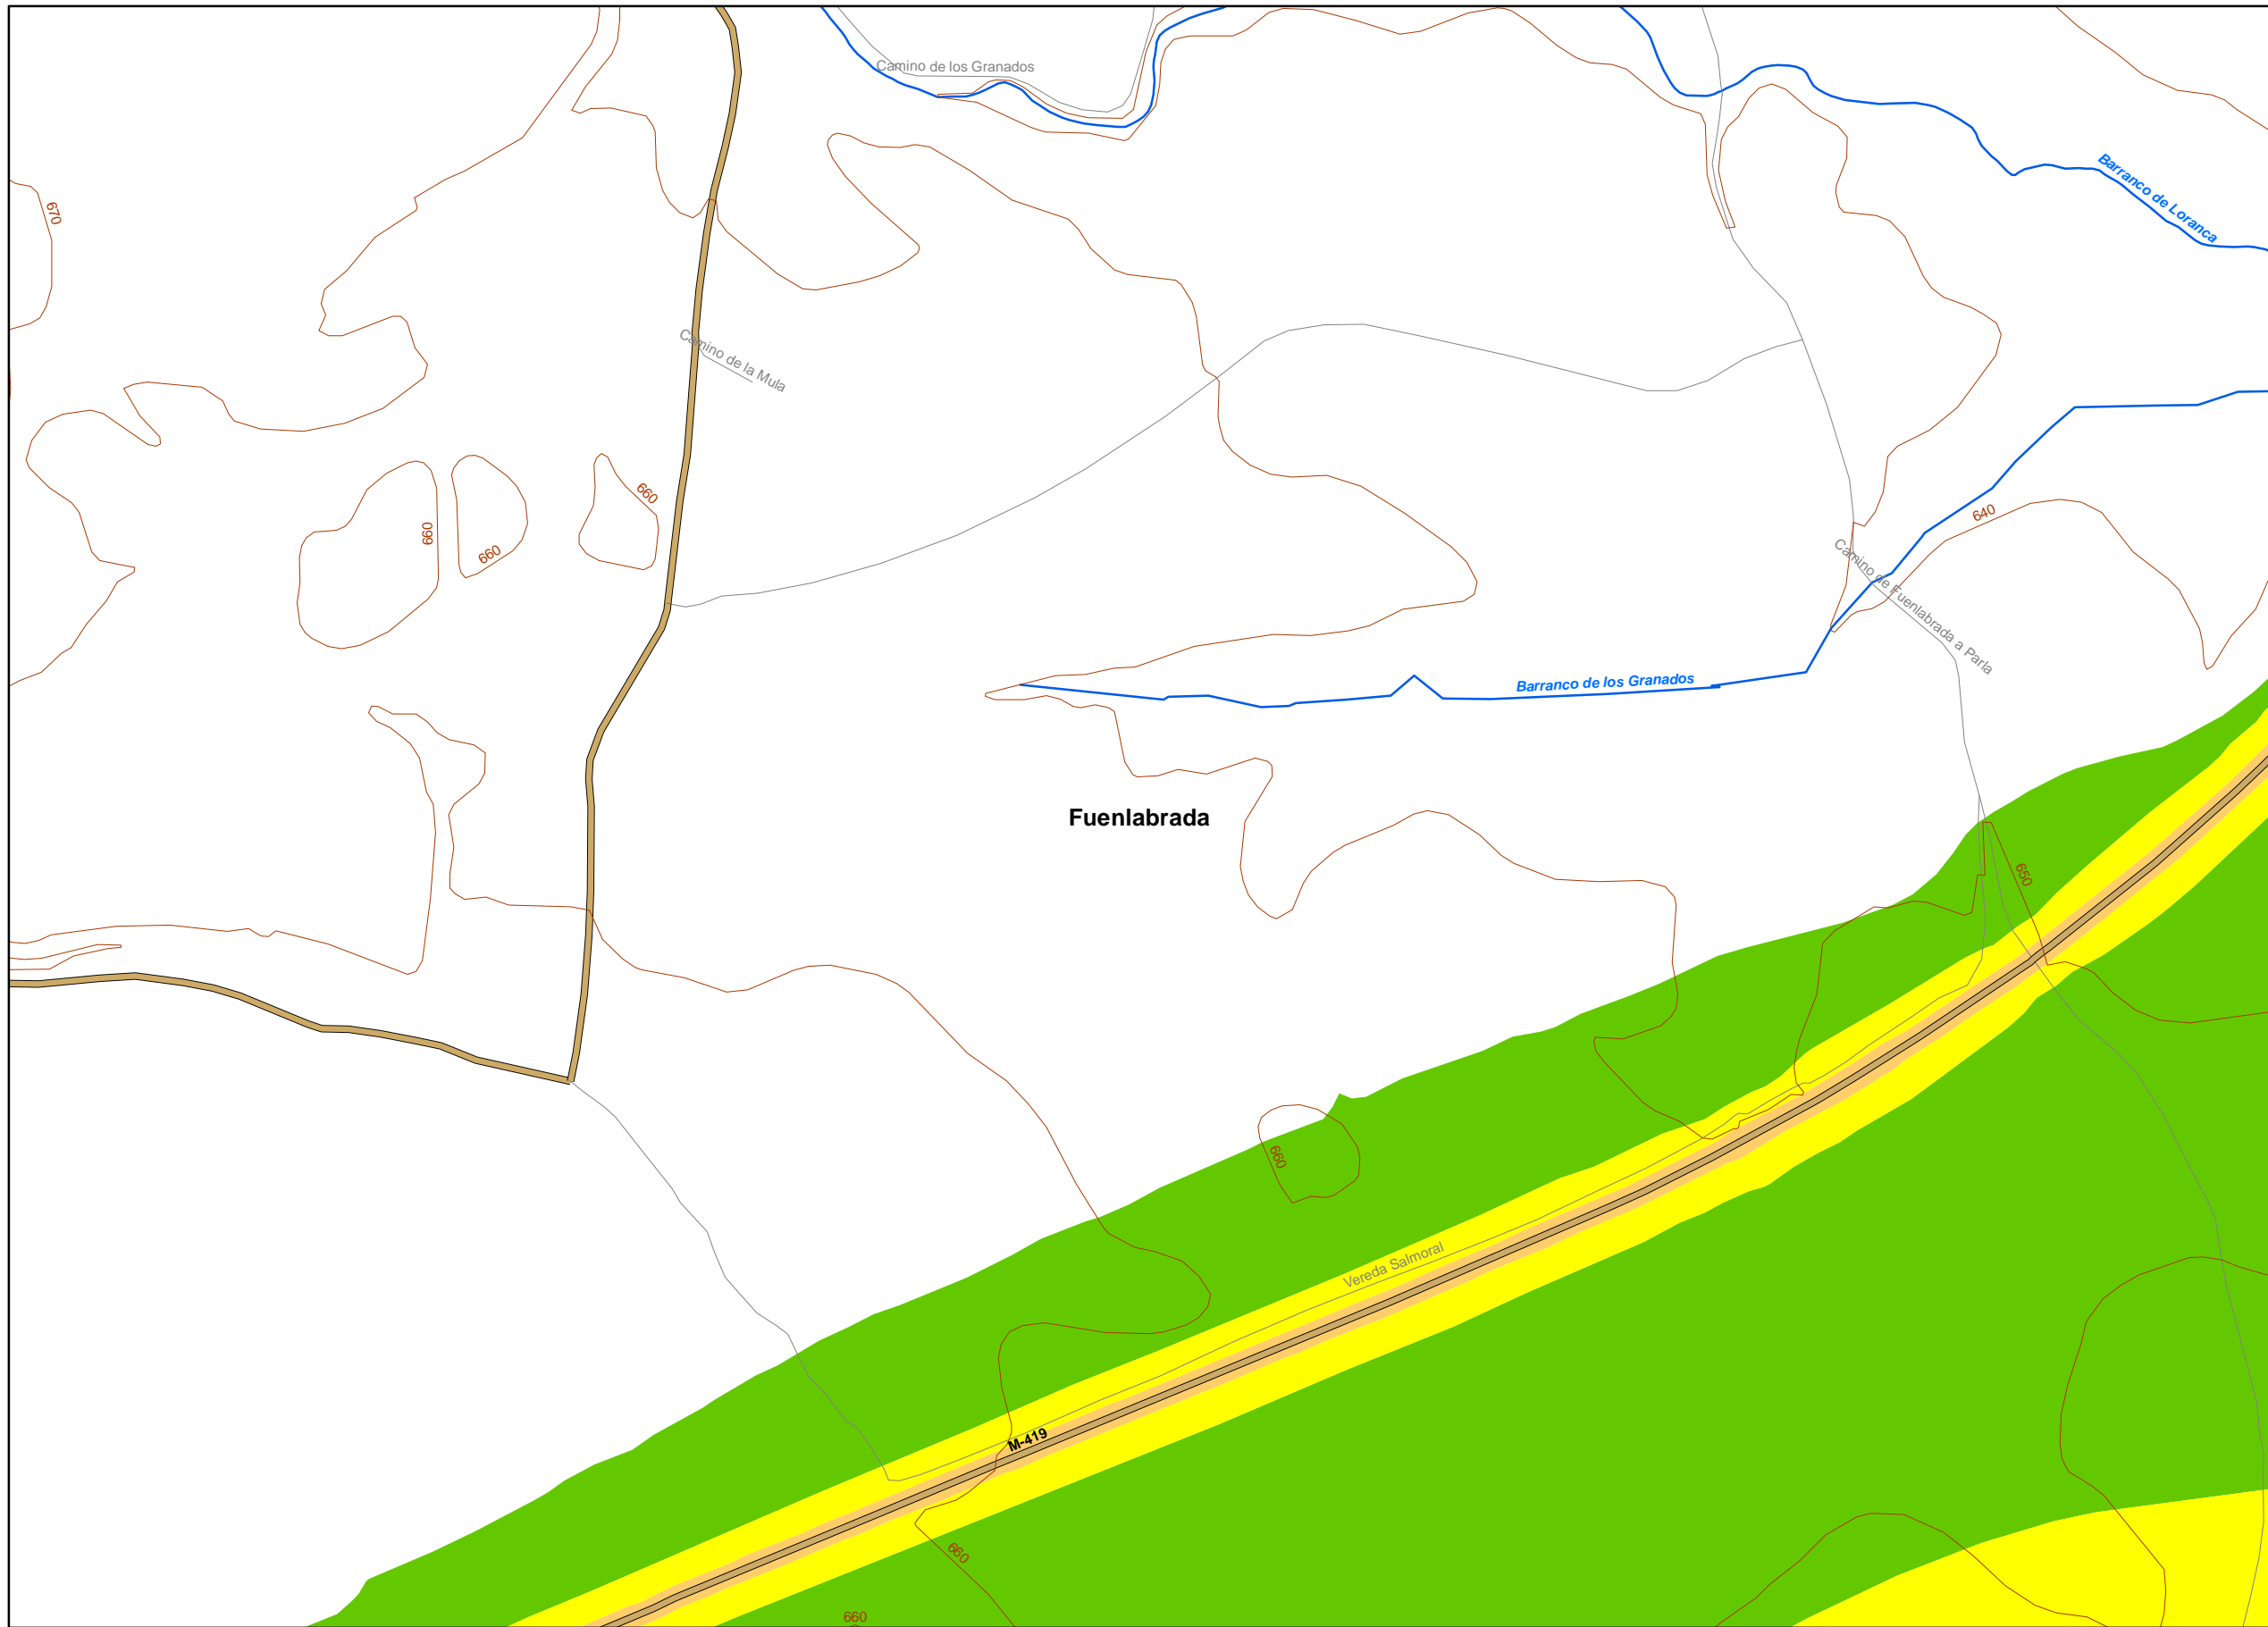 Camino de los Granados
Barranco de Loranca
670
Camino de la Mula
660
660
660
640
Camino de Fuenlabrada a Parla
Barranco de los Granados
Fuenlabrada
650
660
Vereda Salmoral
M-419
660
660